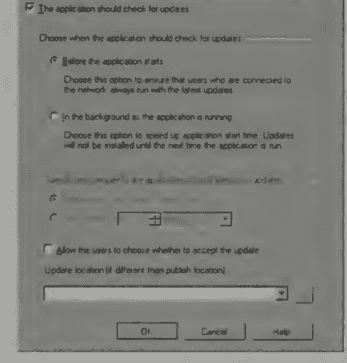 The application should check for updates
Choose when the application should check for updates
Before the application starts
Choose this option to ensure that users who are connected to
the network always run with the latest updates.
In the background as the application is running
Choose this option to speed up application start time. Updates
will not be installed until the next time the application is run.
updates
Allow the users to choose whether to accept the update
Update location (if different than publish location)
OK
Cancel
Help